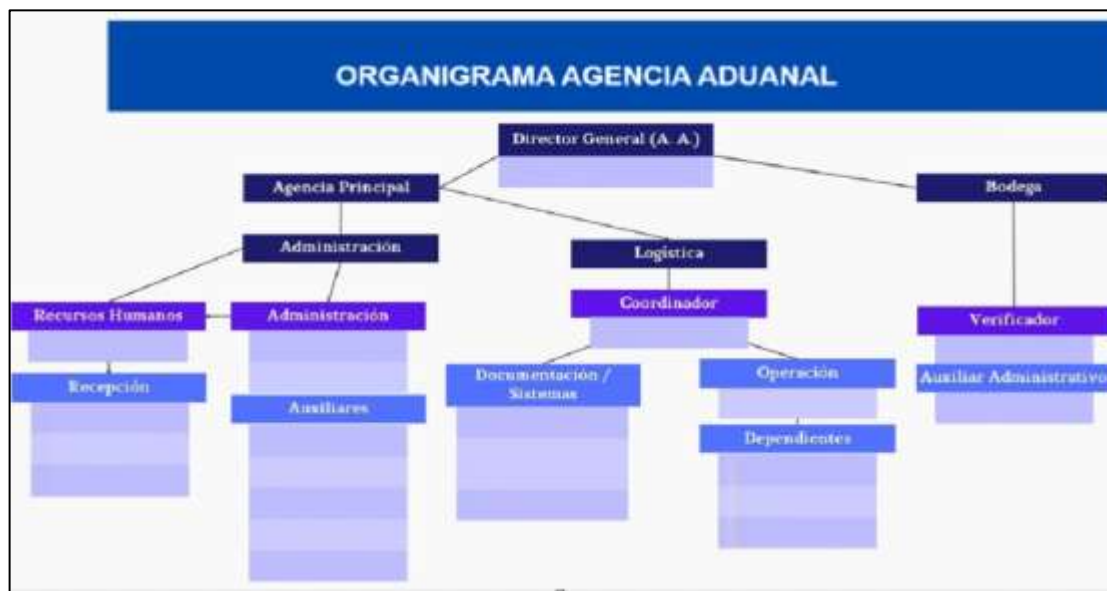 ORGANIGRAMA AGENCIA ADUANAL
Director General (A. A.)
Agencia Principal
Bodega
Administración
Logística
Recursos Humanos
Administración
Coordinador
Verificador
Recepción
Auxiliares
Documentación /
Sistemas
Operación
Auxiliar Administrativo
Dependientes